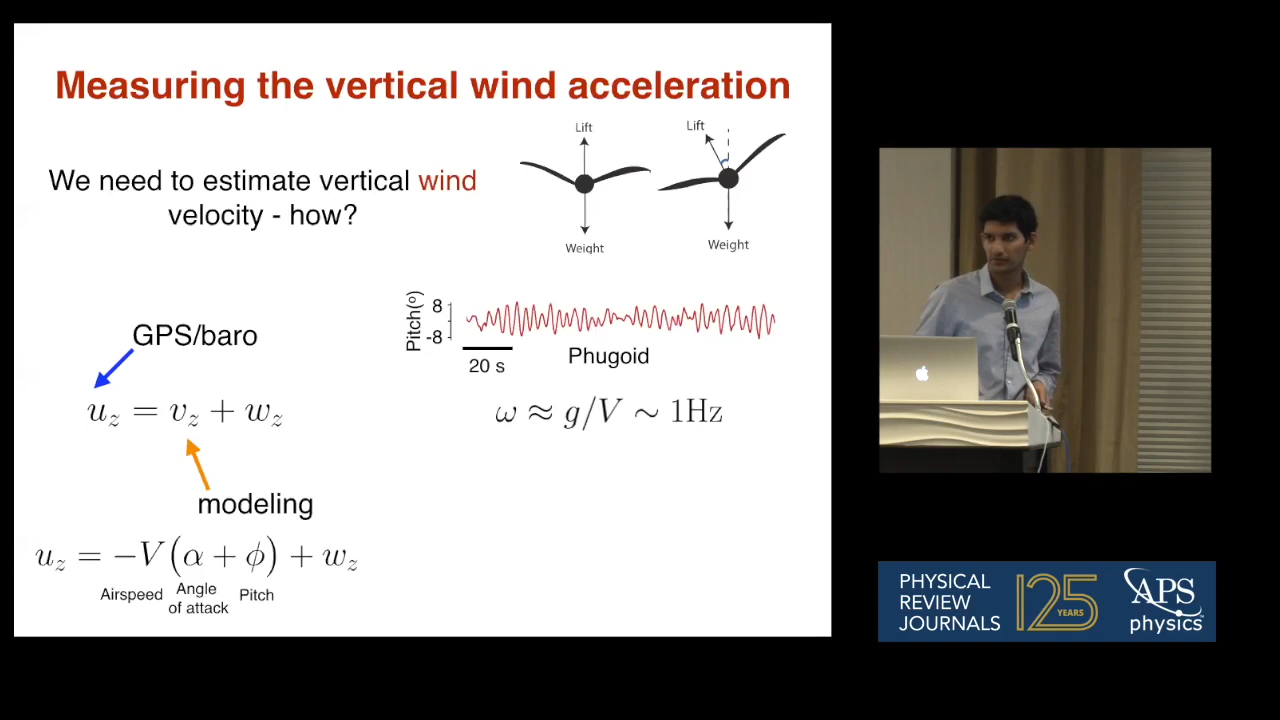 Measuring the vertical wind acceleration
We need to estimate vertical wind
velocity - how?
Lift
Weight
Lift
Weight
Pitch(º)
8
-8
20 s
Phugoid
GPS/baro
u_z = v_z + w_z
ω ≈ g/V ∼ 1Hz
modeling
u_z = −V(α + ϕ) + w_z
Airspeed
Angle
of attack
Pitch
PHYSICAL
REVIEW
JOURNALS
125
YEARS
APS
physics